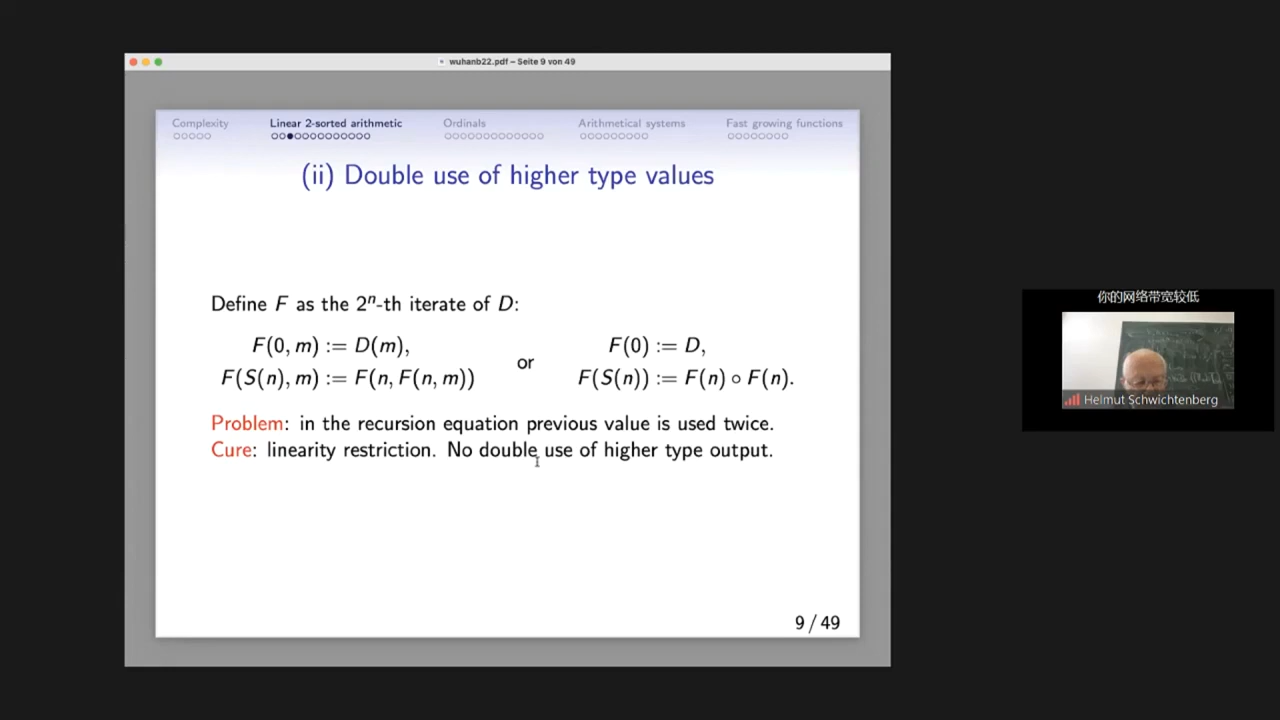 wuhanb22.pdf – Seite 9 von 49
Complexity Linear 2-sorted arithmetic Ordinals Arithmetical systems Fast growing functions
(ii) Double use of higher type values
Define F as the 2ⁿ-th iterate of D:
F(0, m) := D(m),
F(S(n), m) := F(n, F(n, m))
or
F(0) := D,
F(S(n)) := F(n) ∘ F(n).
Problem: in the recursion equation previous value is used twice.
Cure: linearity restriction. No double use of higher type output.
9 / 49
你的网络带宽较低
Helmut Schwichtenberg